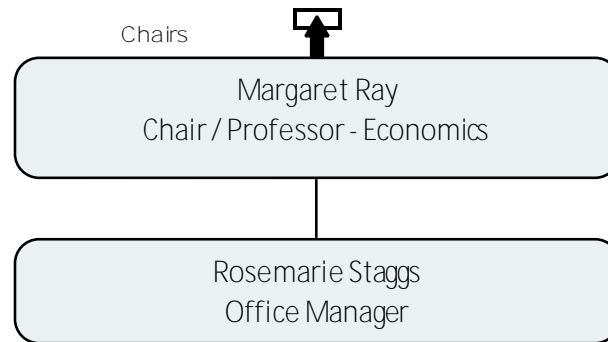 Chairs
Margaret Ray
Chair / Professor - Economics
Rosemarie Staggs
Office Manager